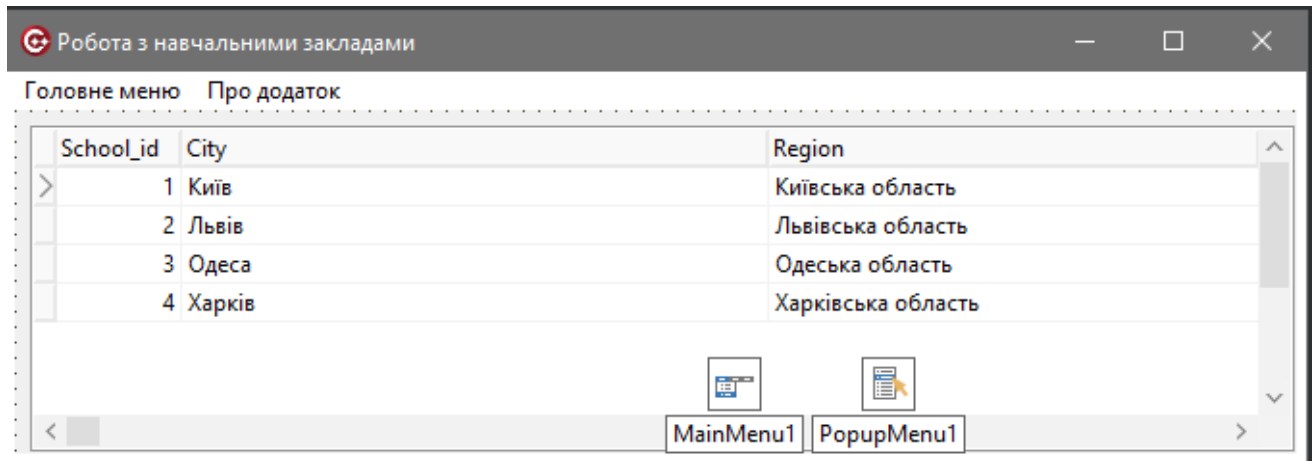 Робота з навчальними закладами
Головне меню Про додаток
School_id City Region
1 Київ Київська область
2 Львів Львівська область
3 Одеса Одеська область
4 Харків Харківська область
MainMenu1 PopupMenu1